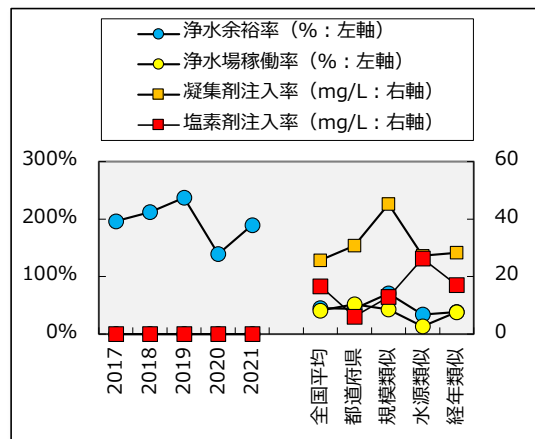 浄水余裕率（%：左軸）
浄水場稼働率（%：左軸）
凝集剤注入率（mg/L：右軸）
塩素剤注入率（mg/L：右軸）
300%
200%
100%
0%
60
40
20
0
2017
2018
2019
2020
2021
全国平均
都道府県
規模類似
水源類似
経年類似